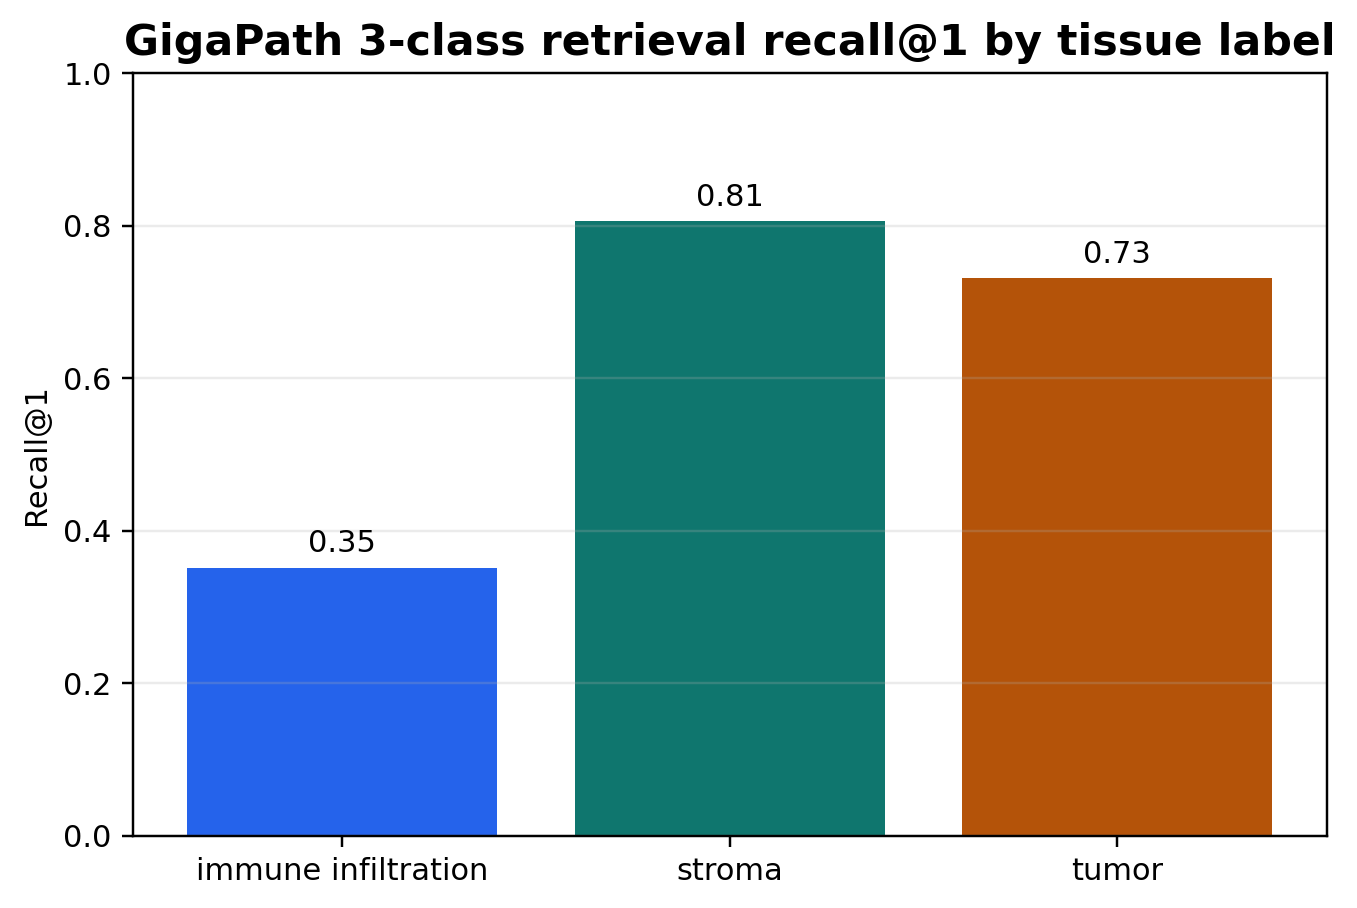 GigaPath 3-class retrieval recall@1 by tissue label
1.0
0.8
0.6
0.4
0.2
0.0
Recall@1
0.35
0.81
0.73
immune infiltration
stroma
tumor